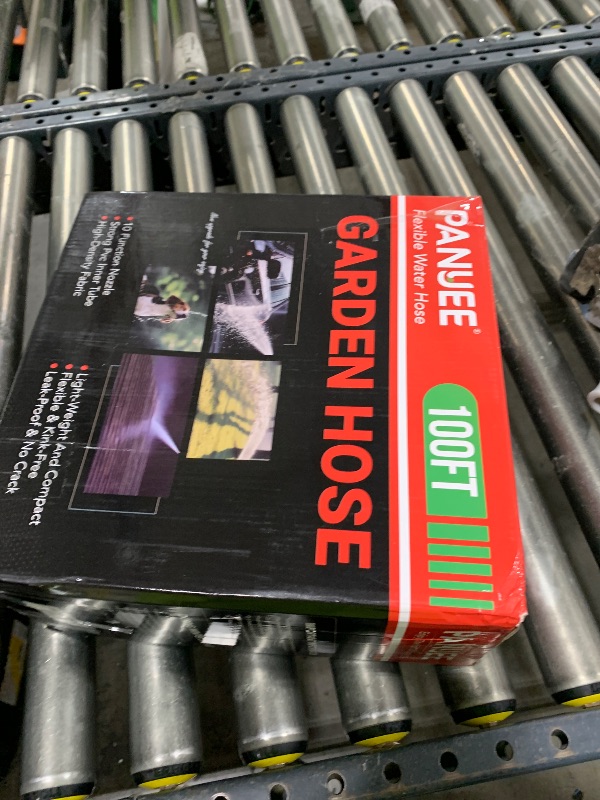 PANUEE®
Flexible Water Hose
100FT
GARDEN HOSE
10 Function Nozzle
Strong Pvc Inner Tube
High-Density Fabric
Light-Weight And Compact
Flexible & Kink-Free
Leak-Proof & No Crack